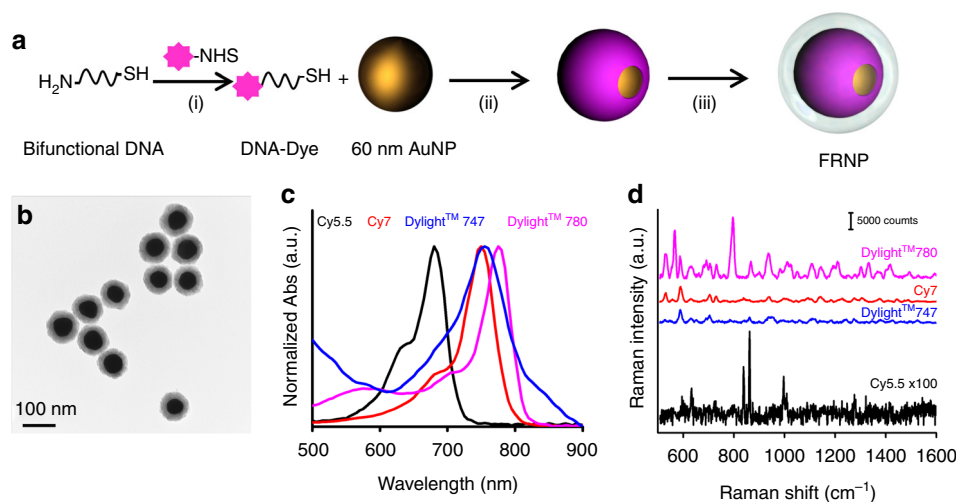 a
-NHS
H₂N
SH
(i)
SH
+
(ii)
(iii)
Bifunctional DNA
DNA-Dye
60 nm AuNP
FRNP
b
100 nm
c
Cy5.5 Cy7 Dylight™ 747 Dylight™ 780
Normalized Abs (a.u.)
500 600 700 800 900
Wavelength (nm)
d
5000 counts
Dylight™780
Cy7
Dylight™747
Cy5.5 x100
Raman intensity (a.u.)
600 800 1000 1200 1400 1600
Raman shift (cm⁻¹)